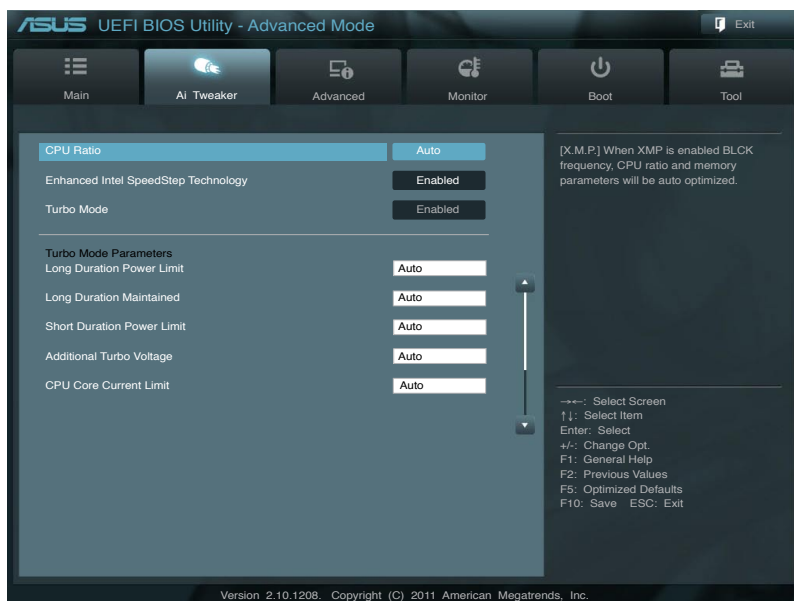 ASUS UEFI BIOS Utility - Advanced Mode
Exit
Main
Ai Tweaker
Advanced
Monitor
Boot
Tool
CPU Ratio Auto
Enhanced Intel SpeedStep Technology Enabled
Turbo Mode Enabled
Turbo Mode Parameters
Long Duration Power Limit Auto
Long Duration Maintained Auto
Short Duration Power Limit Auto
Additional Turbo Voltage Auto
CPU Core Current Limit Auto
[X.M.P.] When XMP is enabled BLCK
frequency, CPU ratio and memory
parameters will be auto optimized.
→←: Select Screen
↑↓: Select Item
Enter: Select
+/-: Change Opt.
F1: General Help
F2: Previous Values
F5: Optimized Defaults
F10: Save ESC: Exit
Version 2.10.1208. Copyright (C) 2011 American Megatrends, Inc.